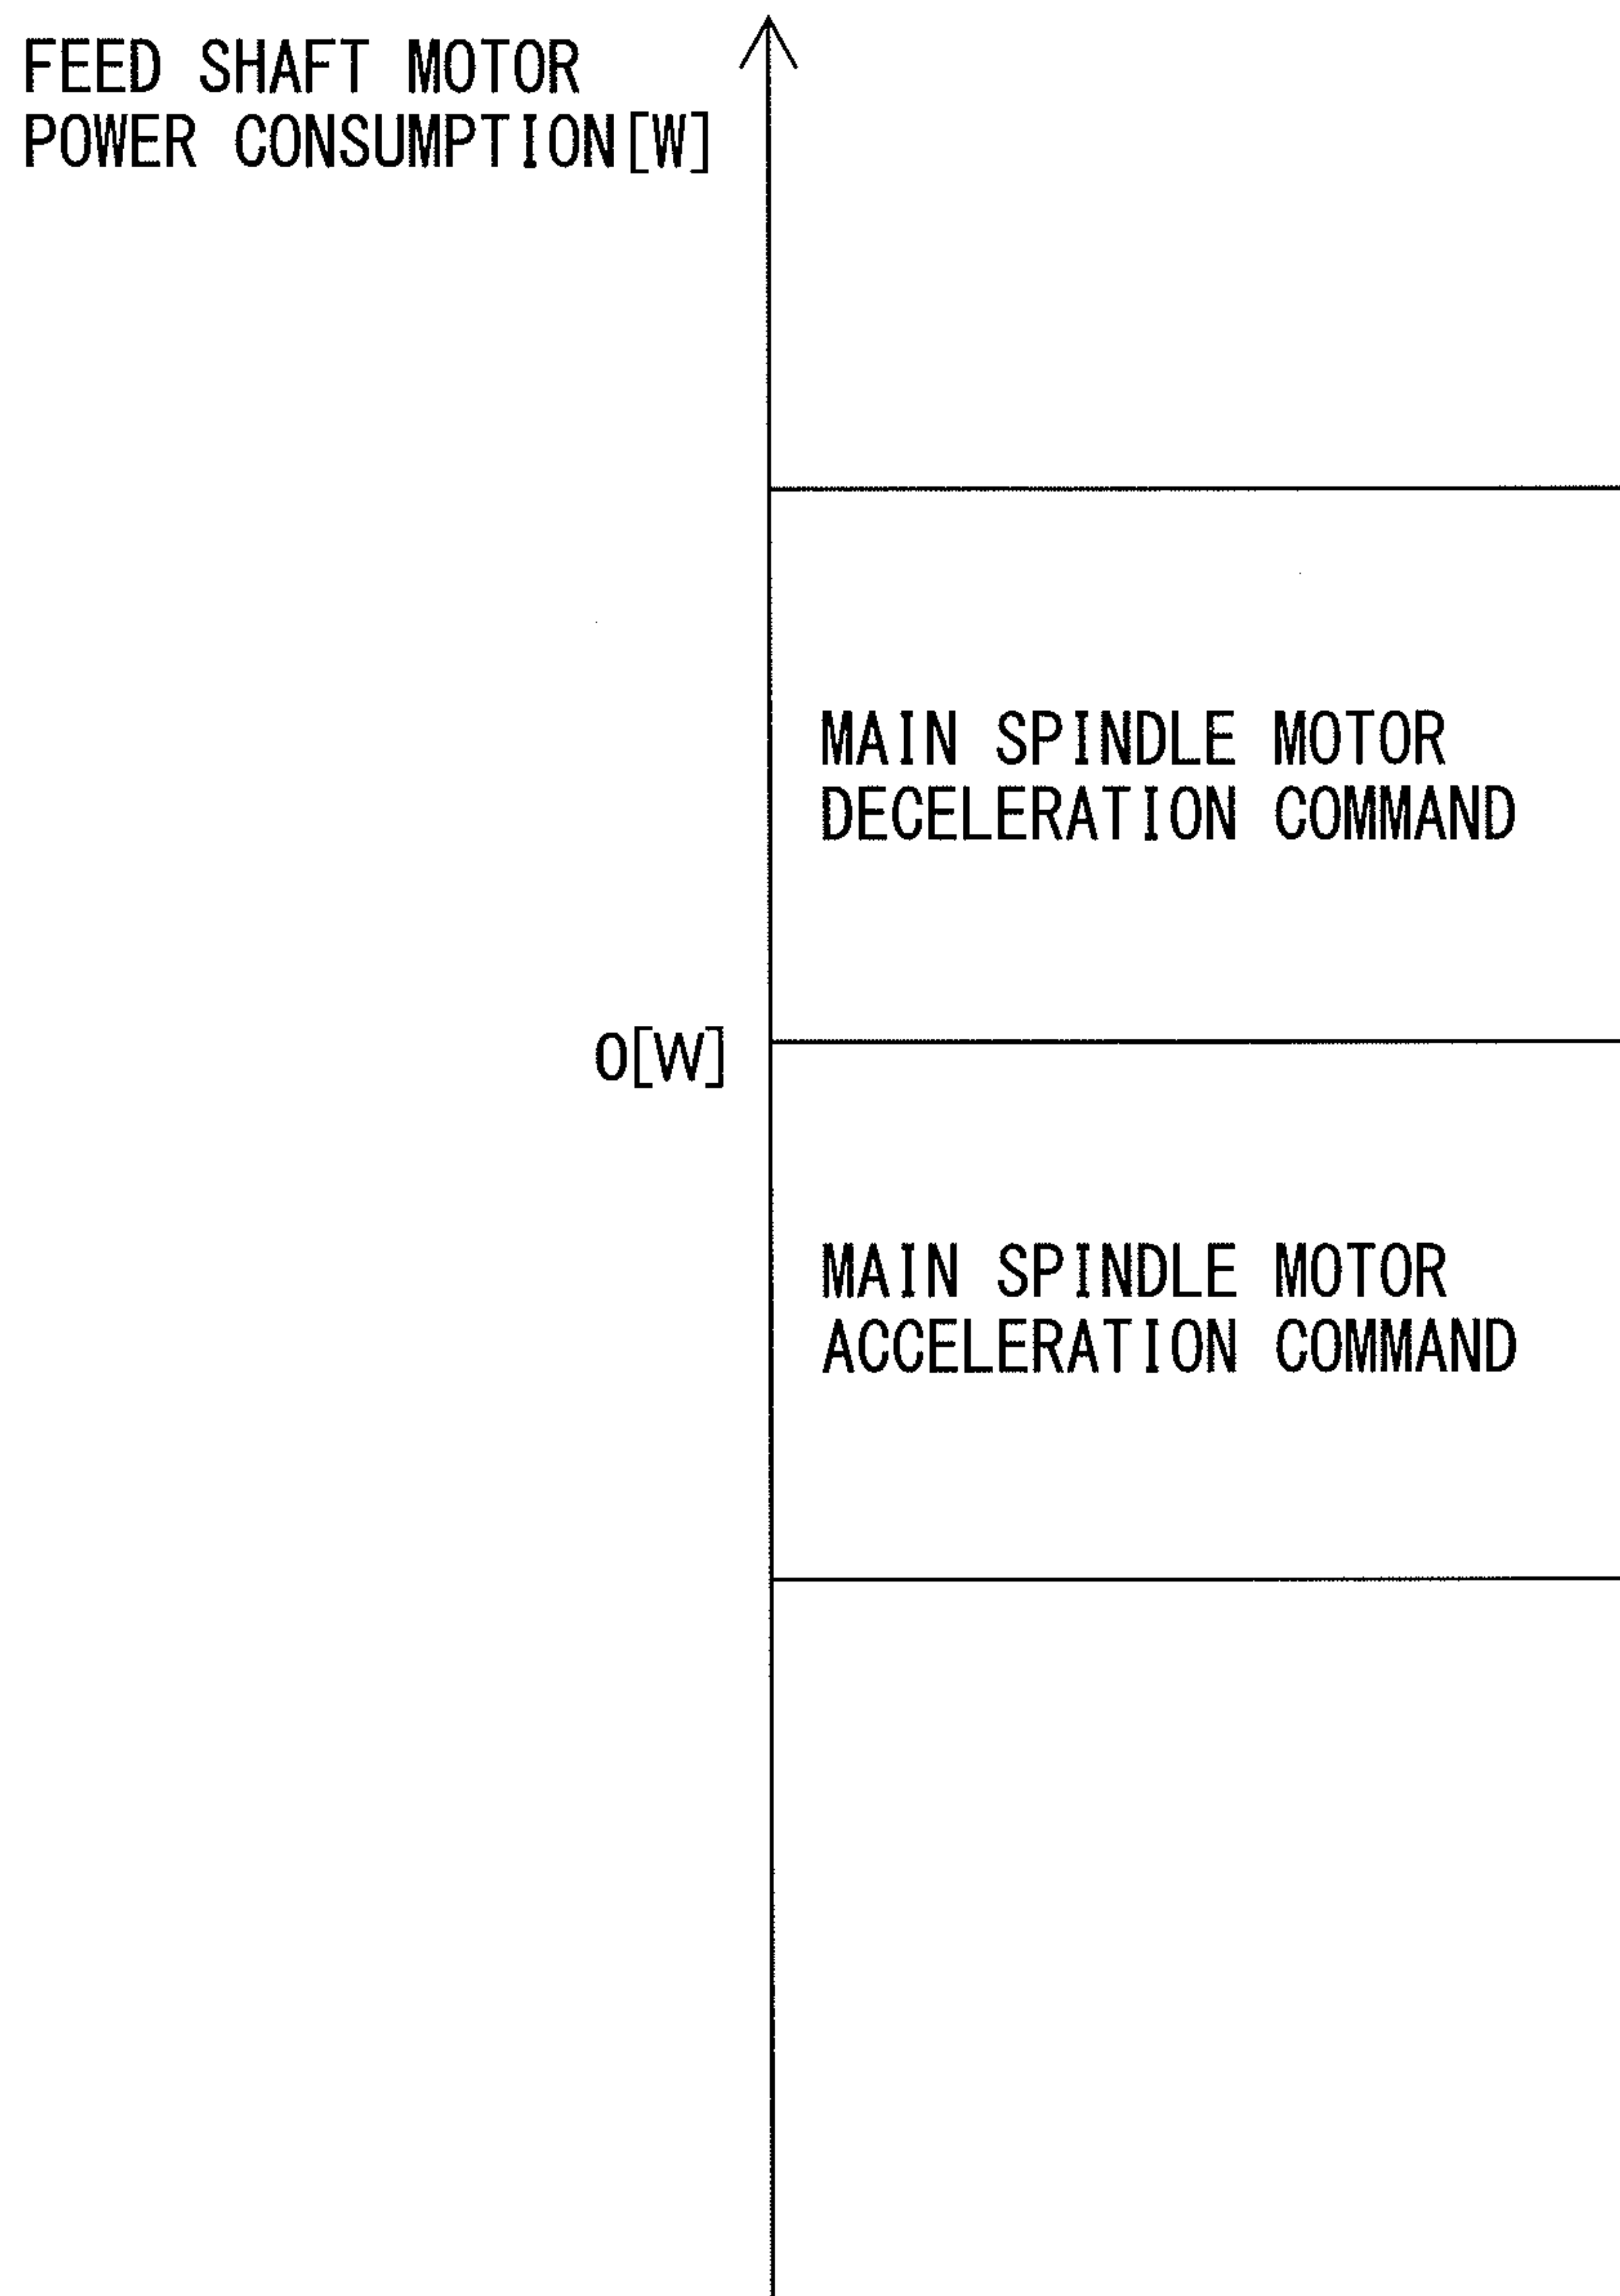 FEED SHAFT MOTOR
POWER CONSUMPTION[W]
MAIN SPINDLE MOTOR
DECELERATION COMMAND
0[W]
MAIN SPINDLE MOTOR
ACCELERATION COMMAND